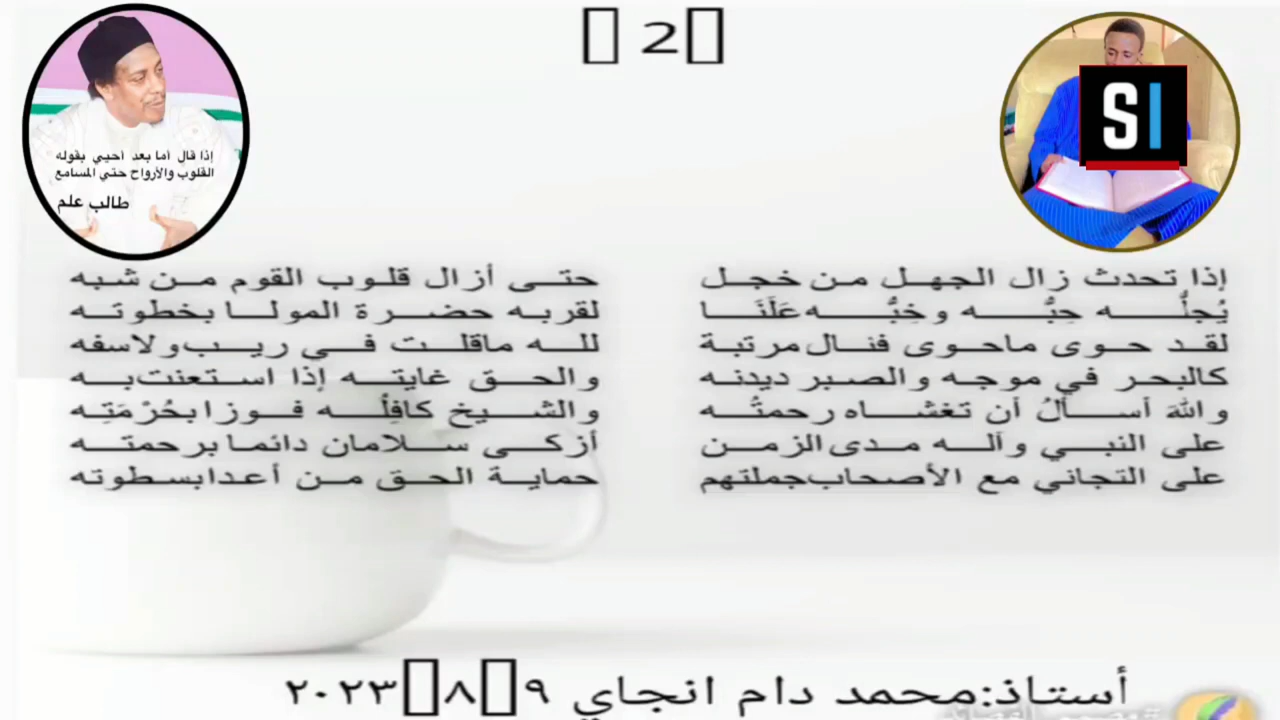 2
SI
إذا قال أما بعد أحيي بقوله
القلوب والأرواح حتي المسامع
طالب علم
إذا تحدث زال الجهل من خجل حتى أزال قلوب القوم من شبه
يُجلُّه حِبُّه وخِبُّه عَلَنَا لقربه حضرة المولا بخطوته
لقد حوى ماحوى فنال مرتبة لله ماقلت في ريب ولاسفه
كالبحر في موجه والصبر ديدنه والحق غايته إذا استعنت به
والله أسألُ أن تغشاه رحمتُه والشيخ كافِلُه فوزا بحُرْمَتِه
على النبي وآله مدى الزمن أزكى سلامان دائما برحمته
على التجاني مع الأصحاب جملتهم حماية الحق من أعدا بسطوته
أستاذ:محمد دام انجاي ٩ ٨ ٢٠٢٣